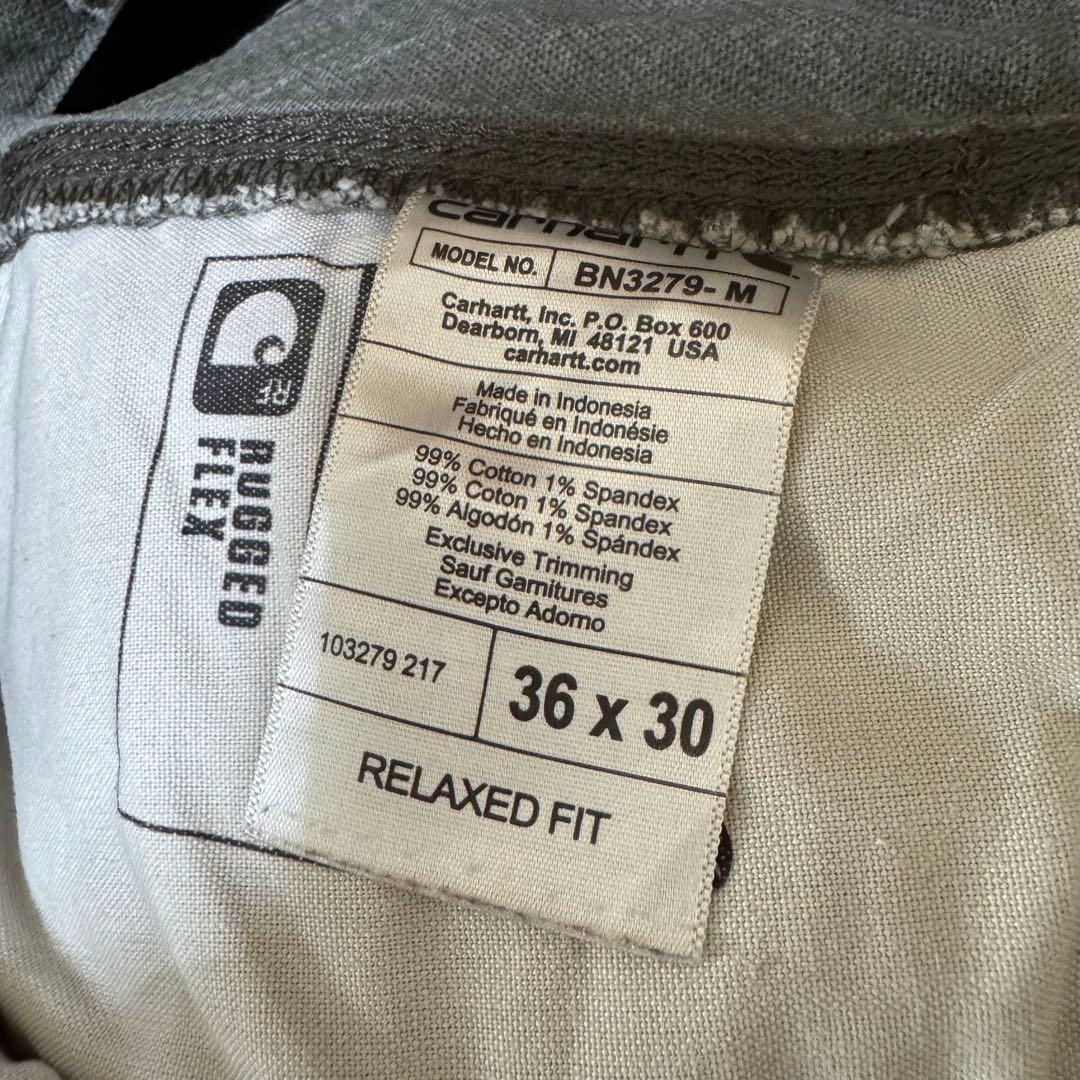 carhartt
MODEL NO. BN3279- M
Carhartt, Inc. P.O. Box 600
Dearborn, MI 48121 USA
carhartt.com
Made in Indonesia
Fabriqué en Indonésie
Hecho en Indonesia
99% Cotton 1% Spandex
99% Coton 1% Spandex
99% Algodón 1% Spándex
Exclusive Trimming
Sauf Garnitures
Excepto Adorno
103279 217
36 x 30
RELAXED FIT
RF
RUGGED
FLEX